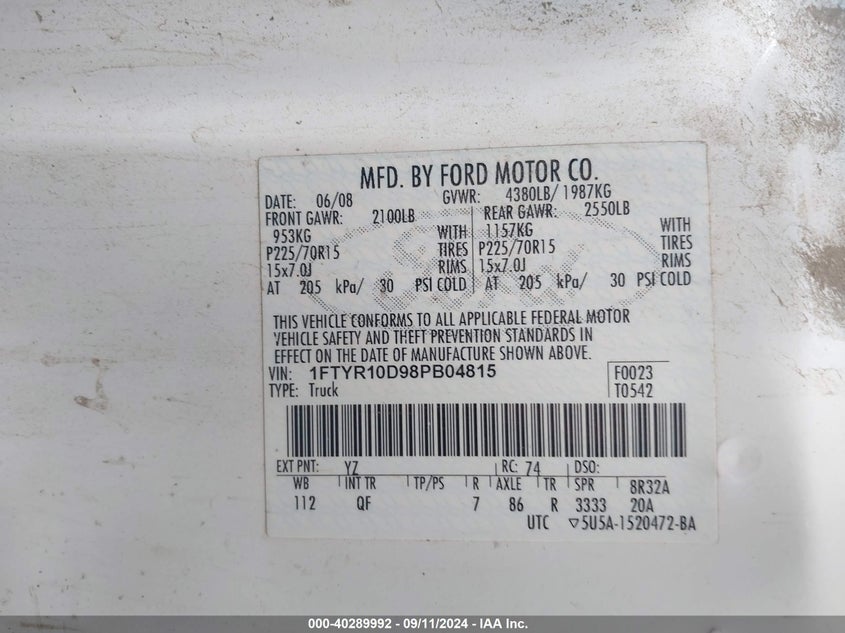 MFD. BY FORD MOTOR CO.
DATE: 06/08 GVWR: 4380LB/ 1987KG
FRONT GAWR: 2100LB REAR GAWR: 2550LB
953KG WITH 1157KG WITH
P225/70R15 TIRES P225/70R15 TIRES
15x7.0J RIMS 15x7.0J RIMS
AT 205 kPa/ 30 PSI COLD AT 205 kPa/ 30 PSI COLD
THIS VEHICLE CONFORMS TO ALL APPLICABLE FEDERAL MOTOR
VEHICLE SAFETY AND THEFT PREVENTION STANDARDS IN
EFFECT ON THE DATE OF MANUFACTURE SHOWN ABOVE.
VIN: 1FTYR10D98PB04815 F0023
TYPE: Truck T0542
EXT PNT: YZ RC: 74 DSO:
WB INT TR TP/PS R AXLE TR SPR 8R32A
112 QF 7 86 R 3333 20A
UTC ▽5U5A-1520472-BA
Ford
000-40289992 - 09/11/2024 - IAA Inc.